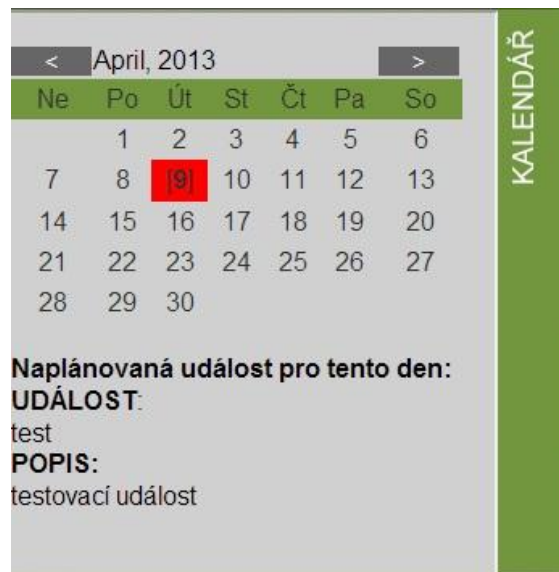 < April, 2013 >
Ne Po Út St Čt Pa So
1 2 3 4 5 6
7 8 [9] 10 11 12 13
14 15 16 17 18 19 20
21 22 23 24 25 26 27
28 29 30
Naplánovaná událost pro tento den:
UDÁLOST:
test
POPIS:
testovací událost
KALENDÁŘ